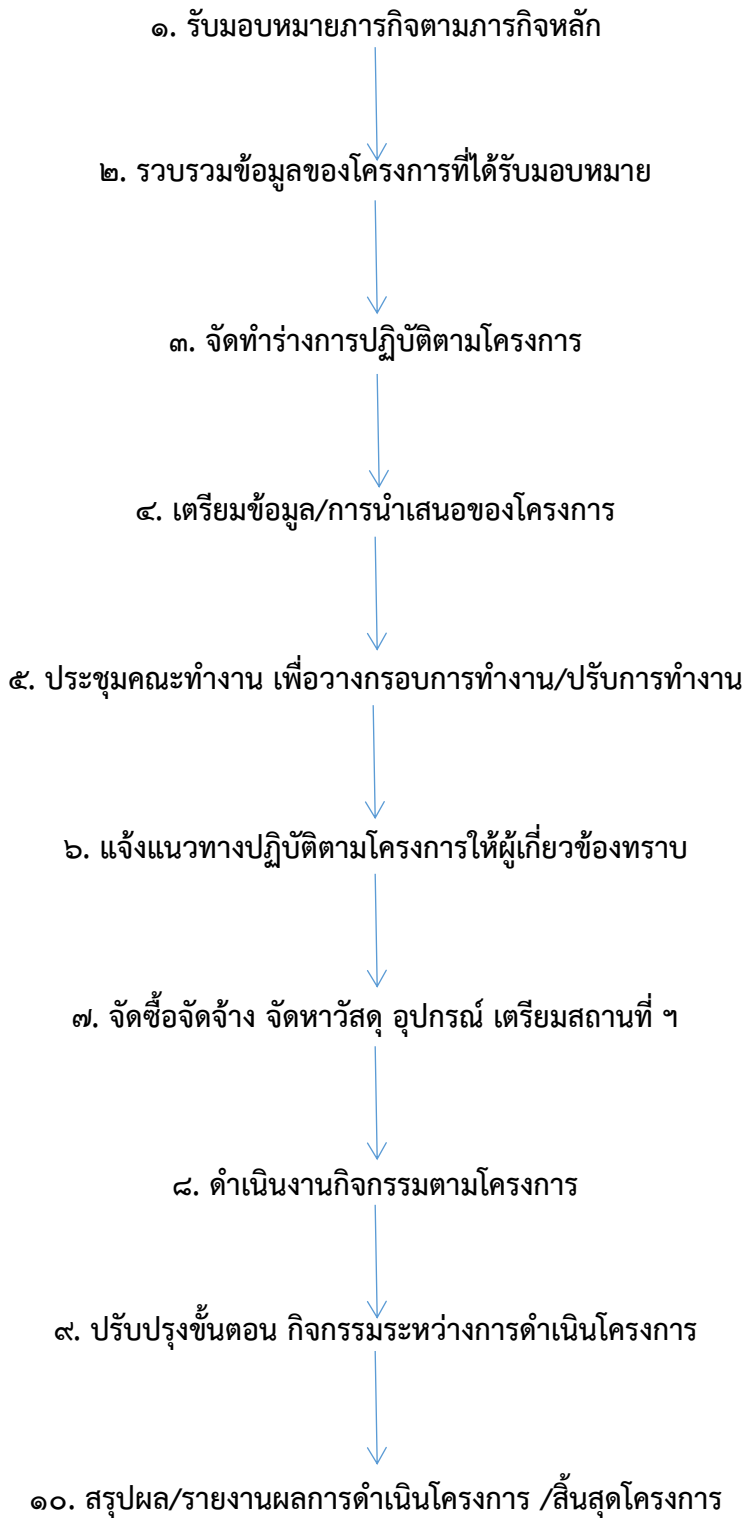 ๑. รับมอบหมายภารกิจตามภารกิจหลัก
๒. รวบรวมข้อมูลของโครงการที่ได้รับมอบหมาย
๓. จัดทำร่างการปฏิบัติตามโครงการ
๔. เตรียมข้อมูล/การนำเสนอของโครงการ
๕. ประชุมคณะทำงาน เพื่อวางกรอบการทำงาน/ปรับการทำงาน
๖. แจ้งแนวทางปฏิบัติตามโครงการให้ผู้เกี่ยวข้องทราบ
๗. จัดซื้อจัดจ้าง จัดหาวัสดุ อุปกรณ์ เตรียมสถานที่ ฯ
๘. ดำเนินงานกิจกรรมตามโครงการ
๙. ปรับปรุงขั้นตอน กิจกรรมระหว่างการดำเนินโครงการ
๑๐. สรุปผล/รายงานผลการดำเนินโครงการ /สิ้นสุดโครงการ